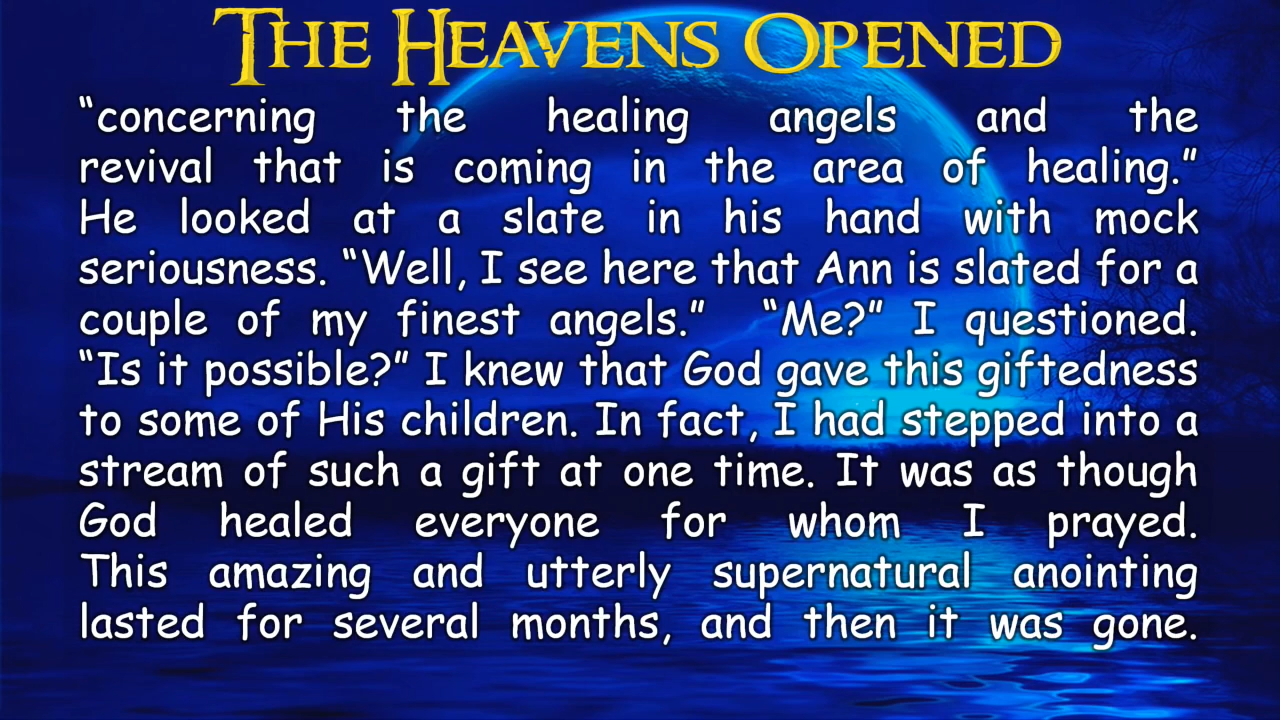 THE HEAVENS OPENED
“concerning the healing angels and the
revival that is coming in the area of healing.”
He looked at a slate in his hand with mock
seriousness. “Well, I see here that Ann is slated for a
couple of my finest angels.” “Me?” I questioned.
“Is it possible?” I knew that God gave this giftedness
to some of His children. In fact, I had stepped into a
stream of such a gift at one time. It was as though
God healed everyone for whom I prayed.
This amazing and utterly supernatural anointing
lasted for several months, and then it was gone.